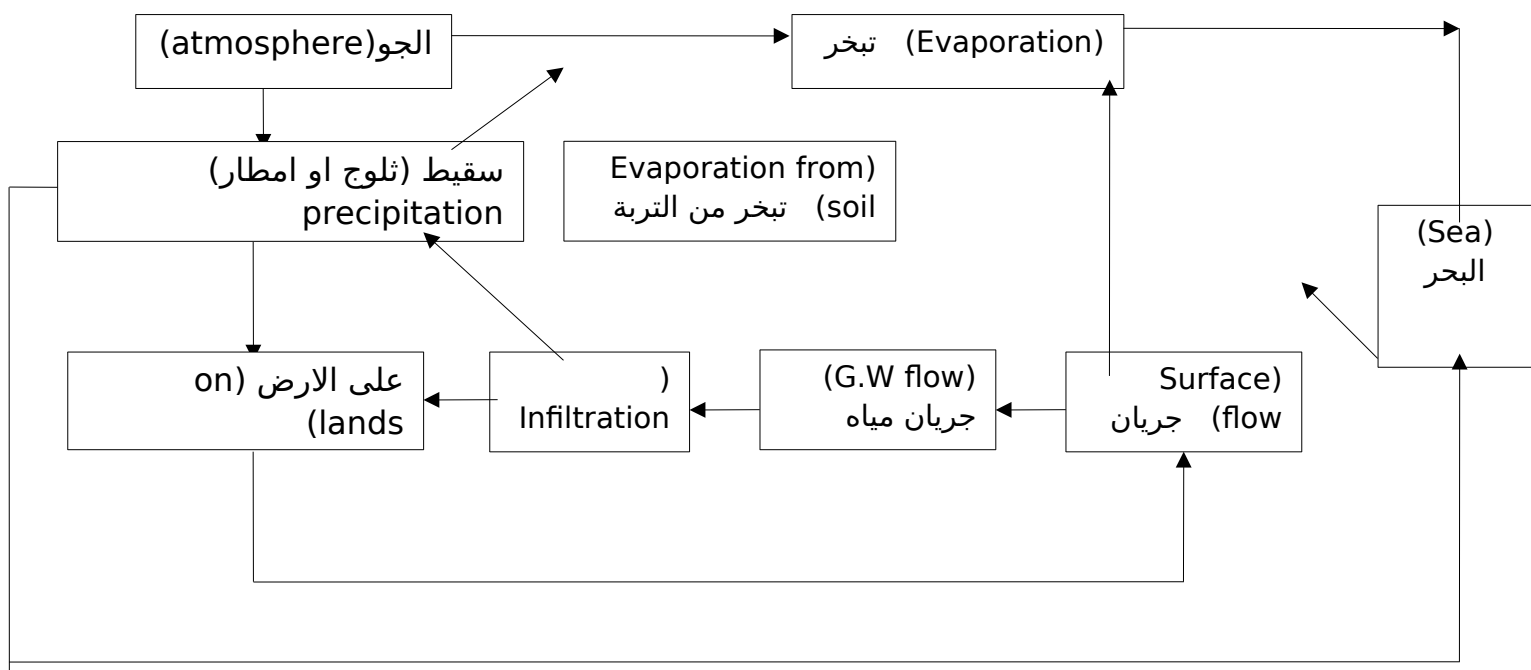 الجو(atmosphere)
تبخر (Evaporation)
سقيط (ثلوج او امطار)
precipitation
(Evaporation from
soil) تبخر من التربة
(Sea)
البحر
على الارض (on
lands)
(
Infiltration
(G.W flow)
جريان مياه
(Surface
flow) جريان